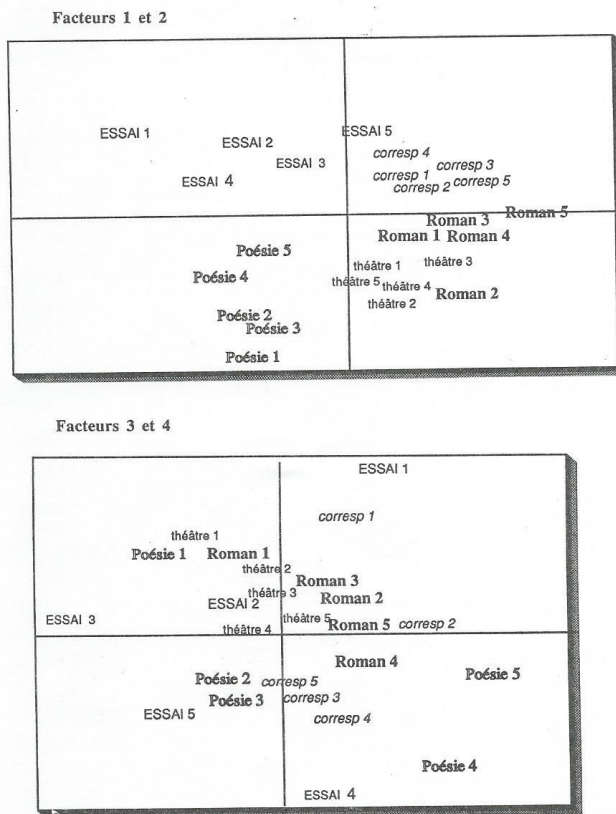 Facteurs 1 et 2
ESSAI 1
ESSAI 5
ESSAI 2
corresp 4
ESSAI 3
corresp 3
ESSAI 4
corresp 1
corresp 2 corresp 5
Roman 5
Roman 3
Roman 1 Roman 4
Poésie 5
théâtre 1
théâtre 3
Poésie 4
théâtre 5
théâtre 4
Roman 2
théâtre 2
Poésie 2
Poésie 3
Poésie 1
Facteurs 3 et 4
ESSAI 1
corresp 1
théâtre 1
Poésie 1
Roman 1
théâtre 2
Roman 3
théâtre 3
ESSAI 2
Roman 2
ESSAI 3
théâtre 4
théâtre 5
Roman 5
corresp 2
Roman 4
Poésie 5
Poésie 2
corresp 5
Poésie 3
corresp 3
ESSAI 5
corresp 4
Poésie 4
ESSAI 4